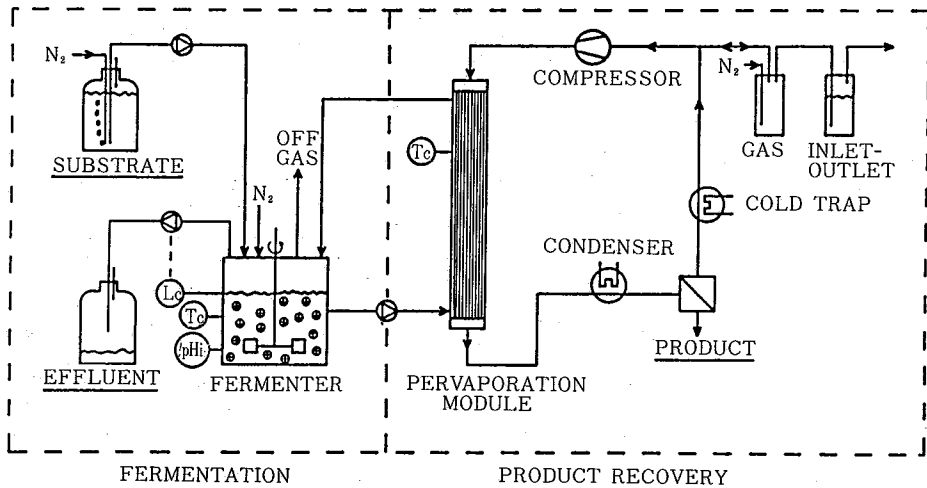 N₂
SUBSTRATE
OFF
GAS
N₂
EFFLUENT
Lc
Tc
pHi
FERMENTER
Tc
COMPRESSOR
N₂
GAS
INLET-
OUTLET
COLD TRAP
CONDENSER
PRODUCT
PERVAPORATION
MODULE
FERMENTATION
PRODUCT RECOVERY